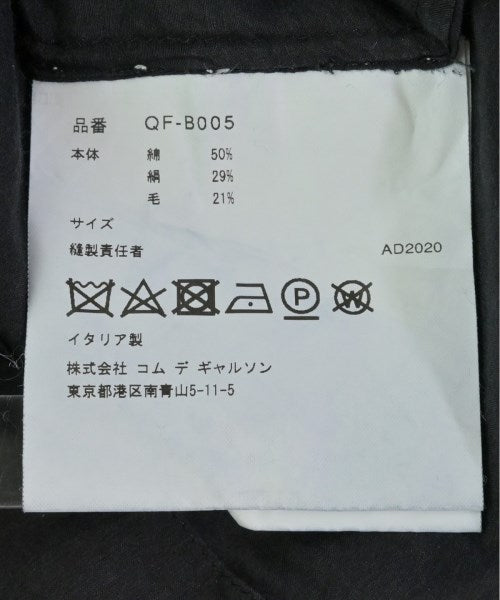 品番 QF-B005
本体 綿 50%
絹 29%
毛 21%
サイズ
縫製責任者 AD2020
P W
イタリア製
株式会社 コム デ ギャルソン
東京都港区南青山5-11-5